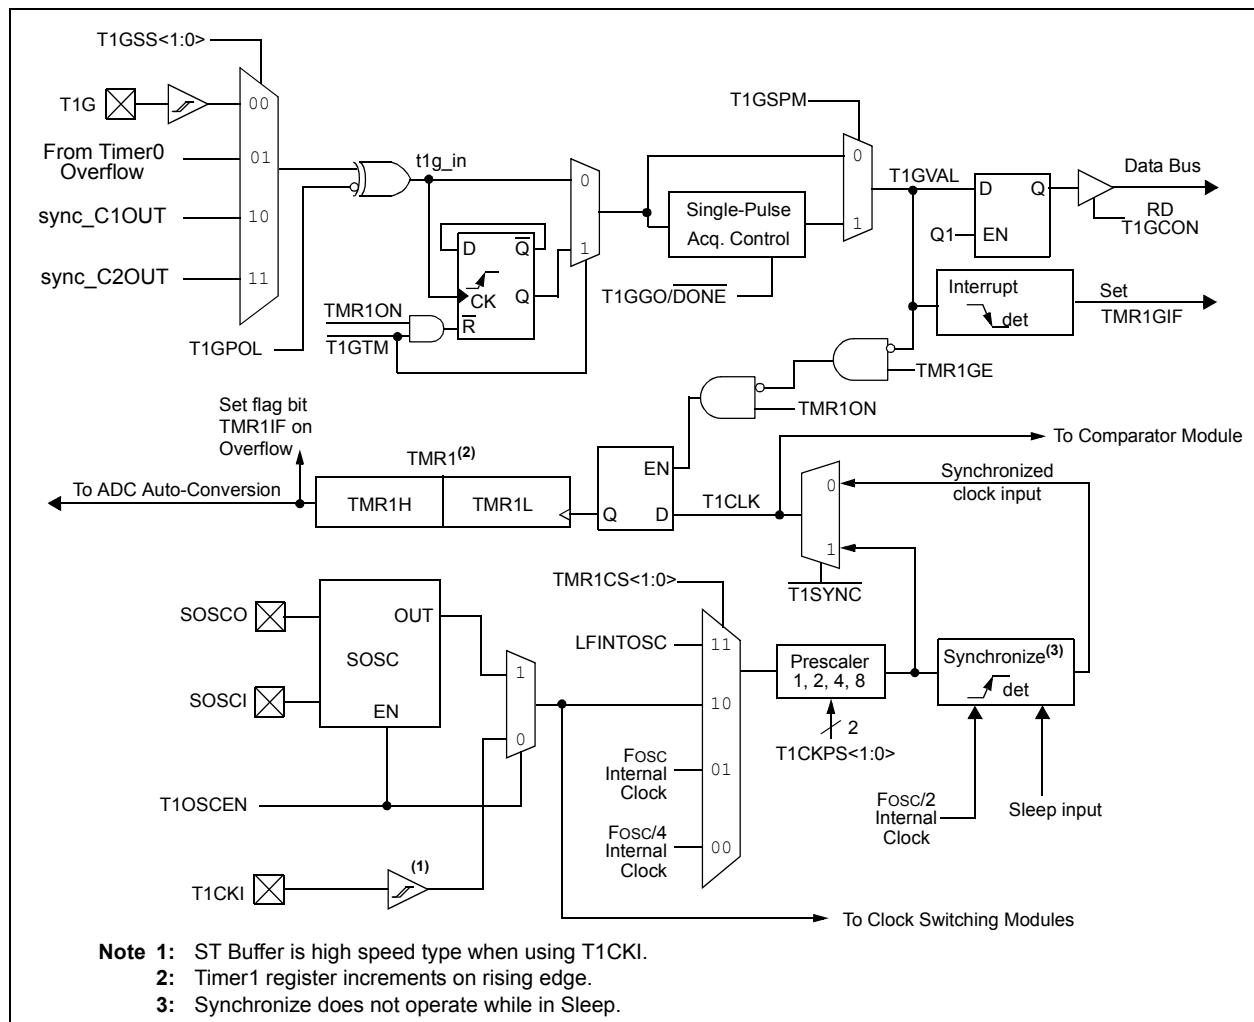 T1GSS<1:0>
T1G
00
From Timer0
Overflow
01
sync_C1OUT
10
sync_C2OUT
11
T1GPOL
t1g_in
D
Q
CK
Q
R
TMR1ON
T1GTM
0
1
T1GSPM
Single-Pulse
Acq. Control
T1GGO/DONE
0
1
T1GVAL
D
Q
Q1
EN
Data Bus
RD
T1GCON
Interrupt
det
Set
TMR1GIF
TMR1GE
TMR1ON
Set flag bit
TMR1IF on
Overflow
To ADC Auto-Conversion
TMR1(2)
TMR1H
TMR1L
EN
Q
D
T1CLK
To Comparator Module
Synchronized
clock input
0
1
T1SYNC
SOSCO
SOSCI
OUT
SOSC
EN
1
0
T1OSCEN
T1CKI
(1)
TMR1CS<1:0>
LFINTOSC
11
10
FOSC
Internal
Clock
01
FOSC/4
Internal
Clock
00
Prescaler
1, 2, 4, 8
2
T1CKPS<1:0>
Synchronize(3)
det
FOSC/2
Internal
Clock
Sleep input
To Clock Switching Modules
Note 1: ST Buffer is high speed type when using T1CKI.
2: Timer1 register increments on rising edge.
3: Synchronize does not operate while in Sleep.